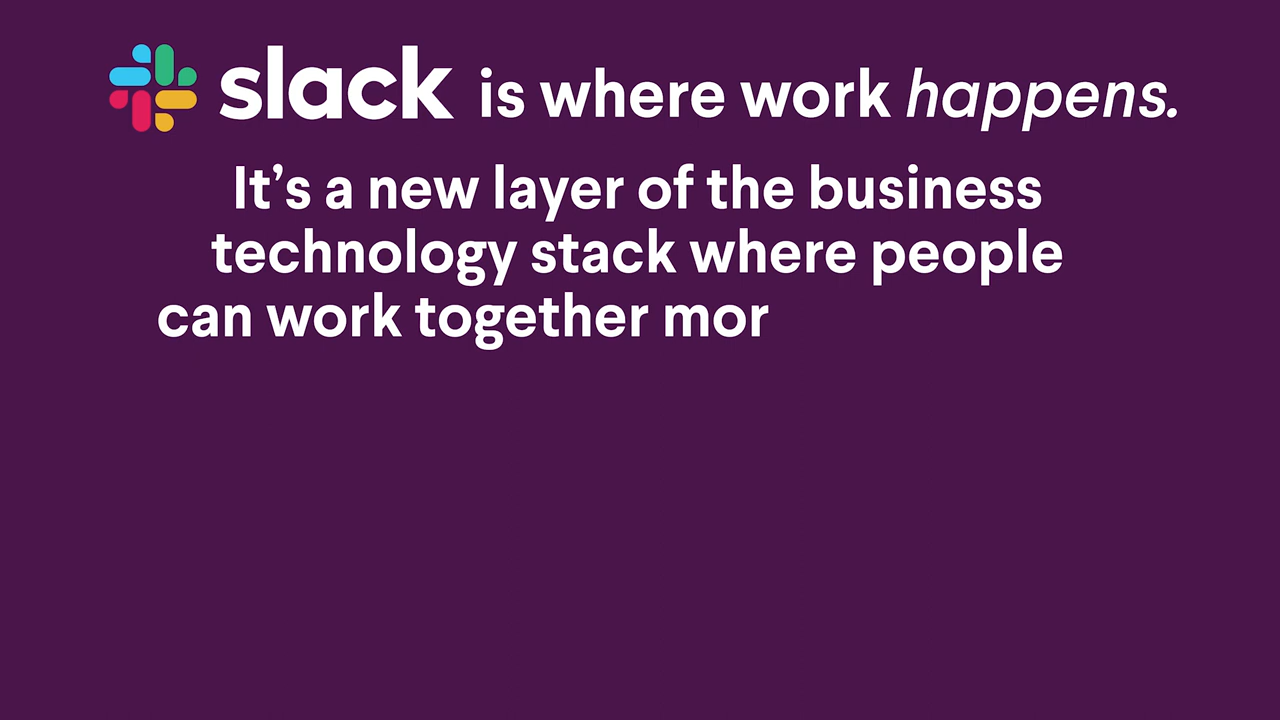 slack is where work happens.
It’s a new layer of the business
technology stack where people
can work together mor